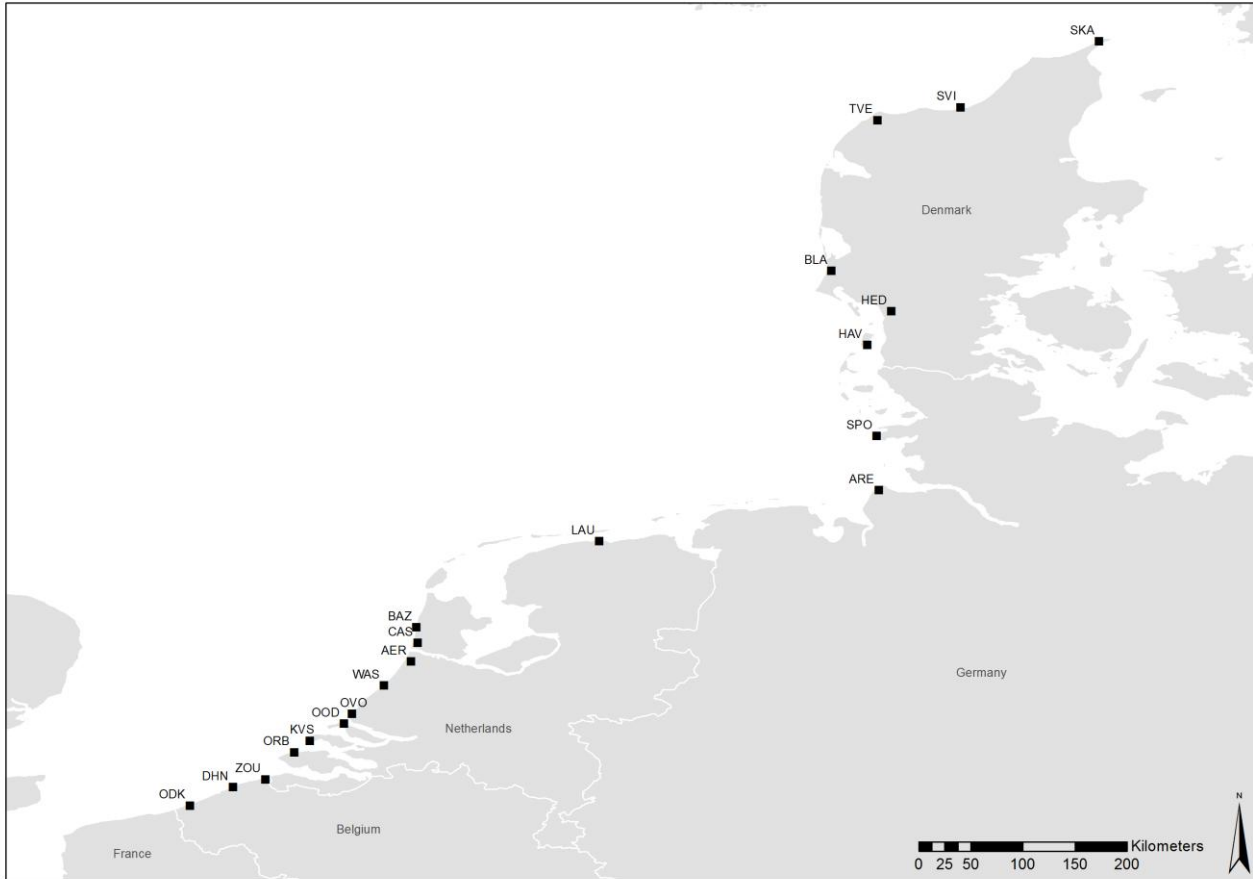 SKA
SVI
TVE
Denmark
BLA
HED
HAV
SPO
ARE
LAU
BAZ
CAS
AER
WAS
OVO
OOD
KVS
Netherlands
Germany
ORB
ZOU
DHN
ODK
Belgium
France
N
Kilometers
0 25 50 100 150 200